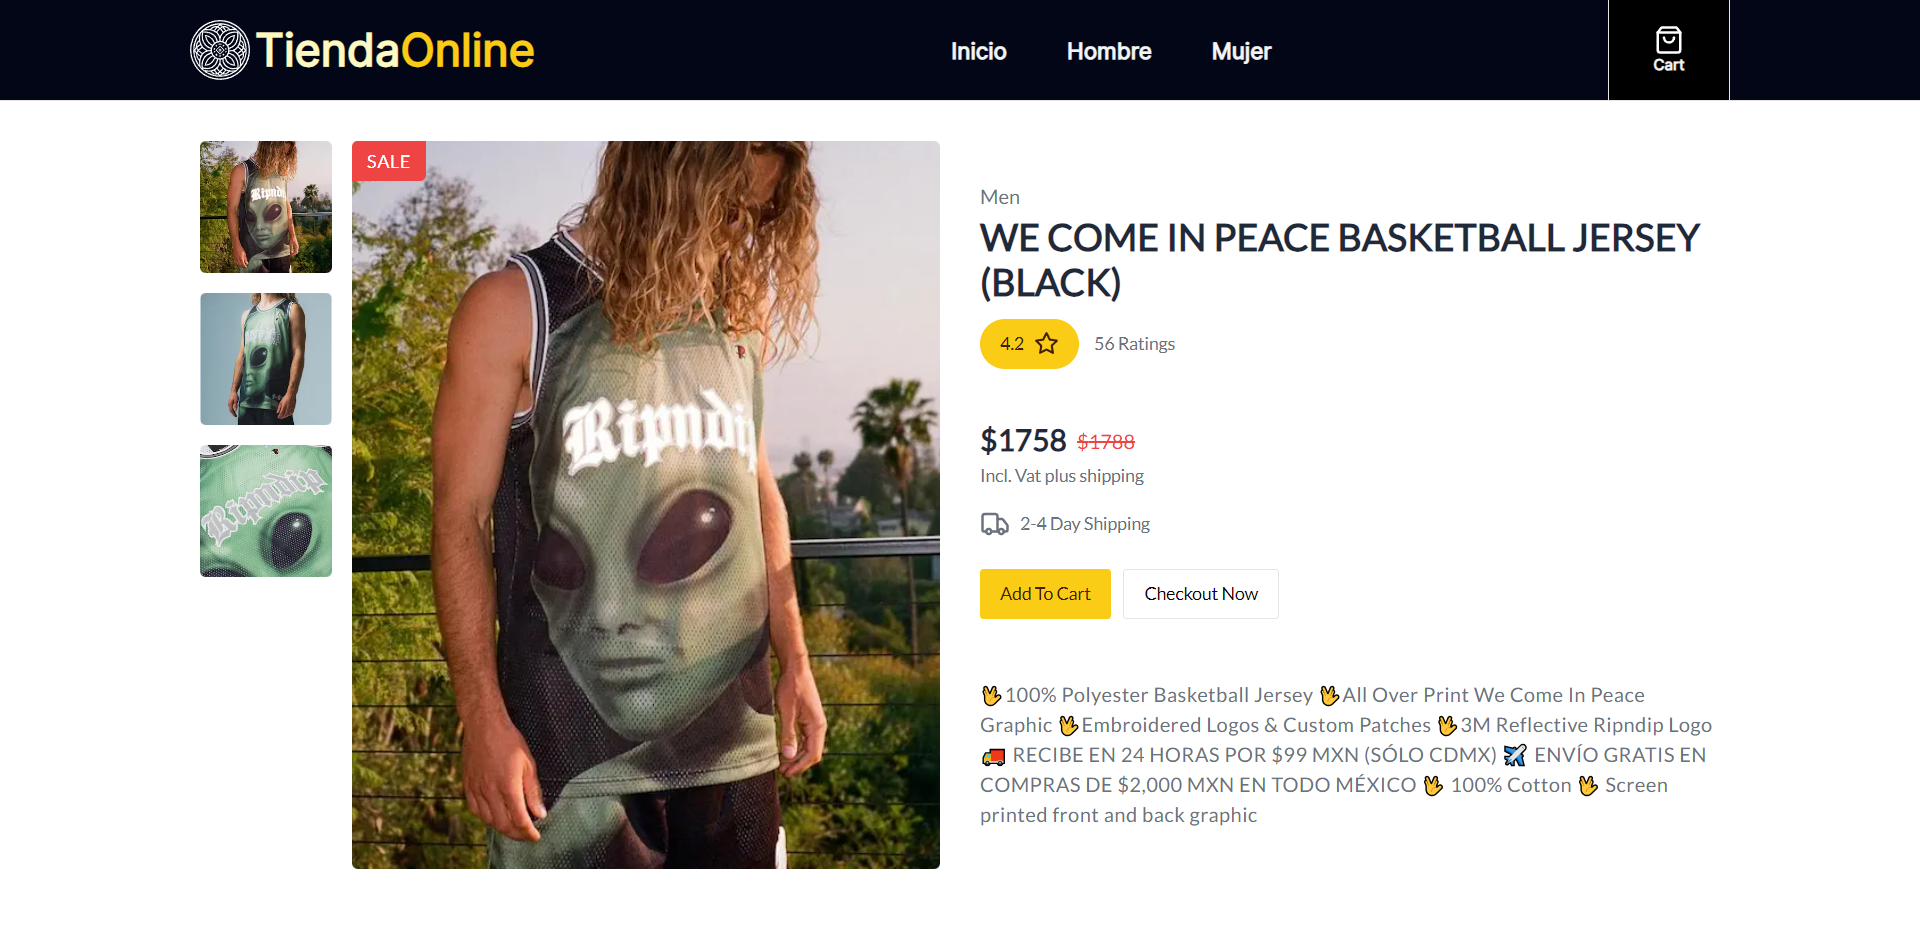 TiendaOnline
Inicio
Hombre
Mujer
Cart
SALE
Ripndip
Ripndip
Ripndip
Men
WE COME IN PEACE BASKETBALL JERSEY
(BLACK)
4.2
56 Ratings
$1758 $1788
Incl. Vat plus shipping
2-4 Day Shipping
Add To Cart
Checkout Now
🖖100% Polyester Basketball Jersey 🖖All Over Print We Come In Peace
Graphic 🖖Embroidered Logos & Custom Patches 🖖3M Reflective Ripndip Logo
🚚 RECIBE EN 24 HORAS POR $99 MXN (SÓLO CDMX) ✈️ ENVÍO GRATIS EN
COMPRAS DE $2,000 MXN EN TODO MÉXICO 🖖 100% Cotton 🖖 Screen
printed front and back graphic